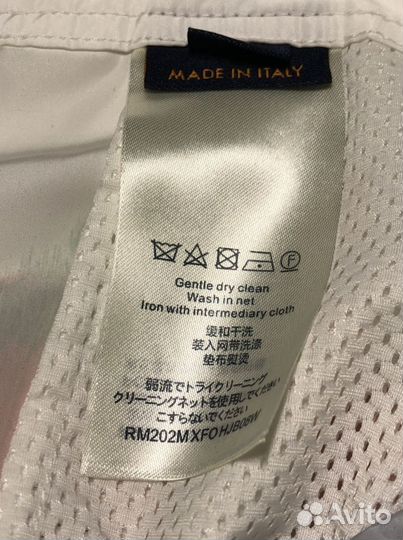 MADE IN ITALY
Gentle dry clean
Wash in net
Iron with intermediary cloth
缓和干洗
装入网带洗涤
垫布熨烫
弱流でドライクリーニング
クリーニングネットを使用してください
こすらないでください
RM202M XFO HJB08W
Avito